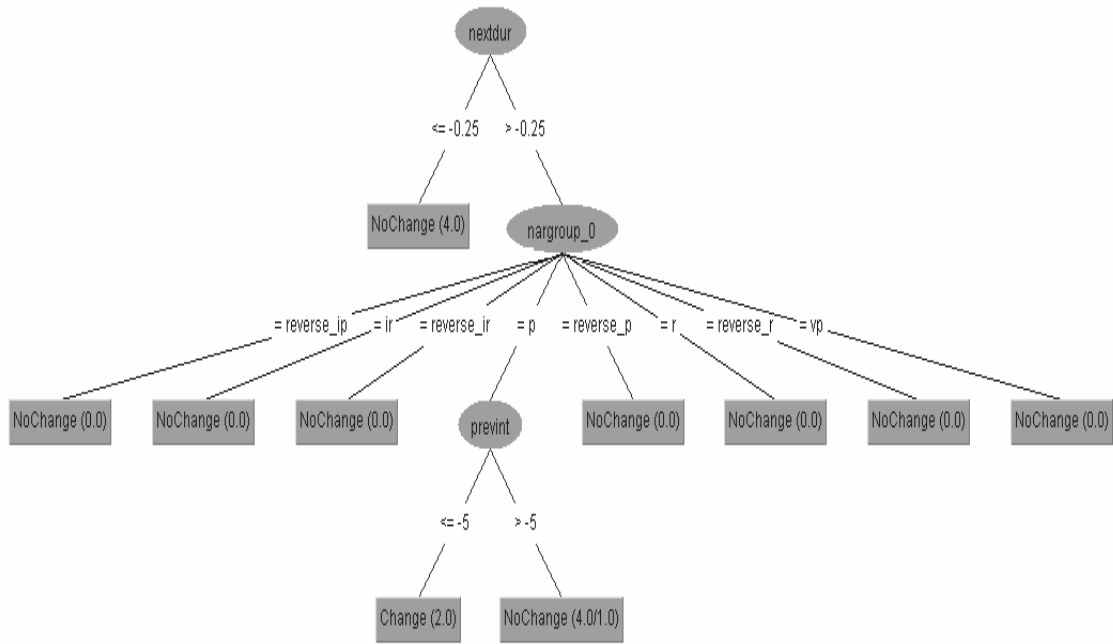 nextdur
<= -0.25
> -0.25
NoChange (4.0)
nargroup_0
= reverse_ip
= ir
= reverse_ir
= p
= reverse_p
= r
= reverse_r
= vp
NoChange (0.0)
NoChange (0.0)
NoChange (0.0)
prevint
NoChange (0.0)
NoChange (0.0)
NoChange (0.0)
NoChange (0.0)
<= -5
> -5
Change (2.0)
NoChange (4.0/1.0)